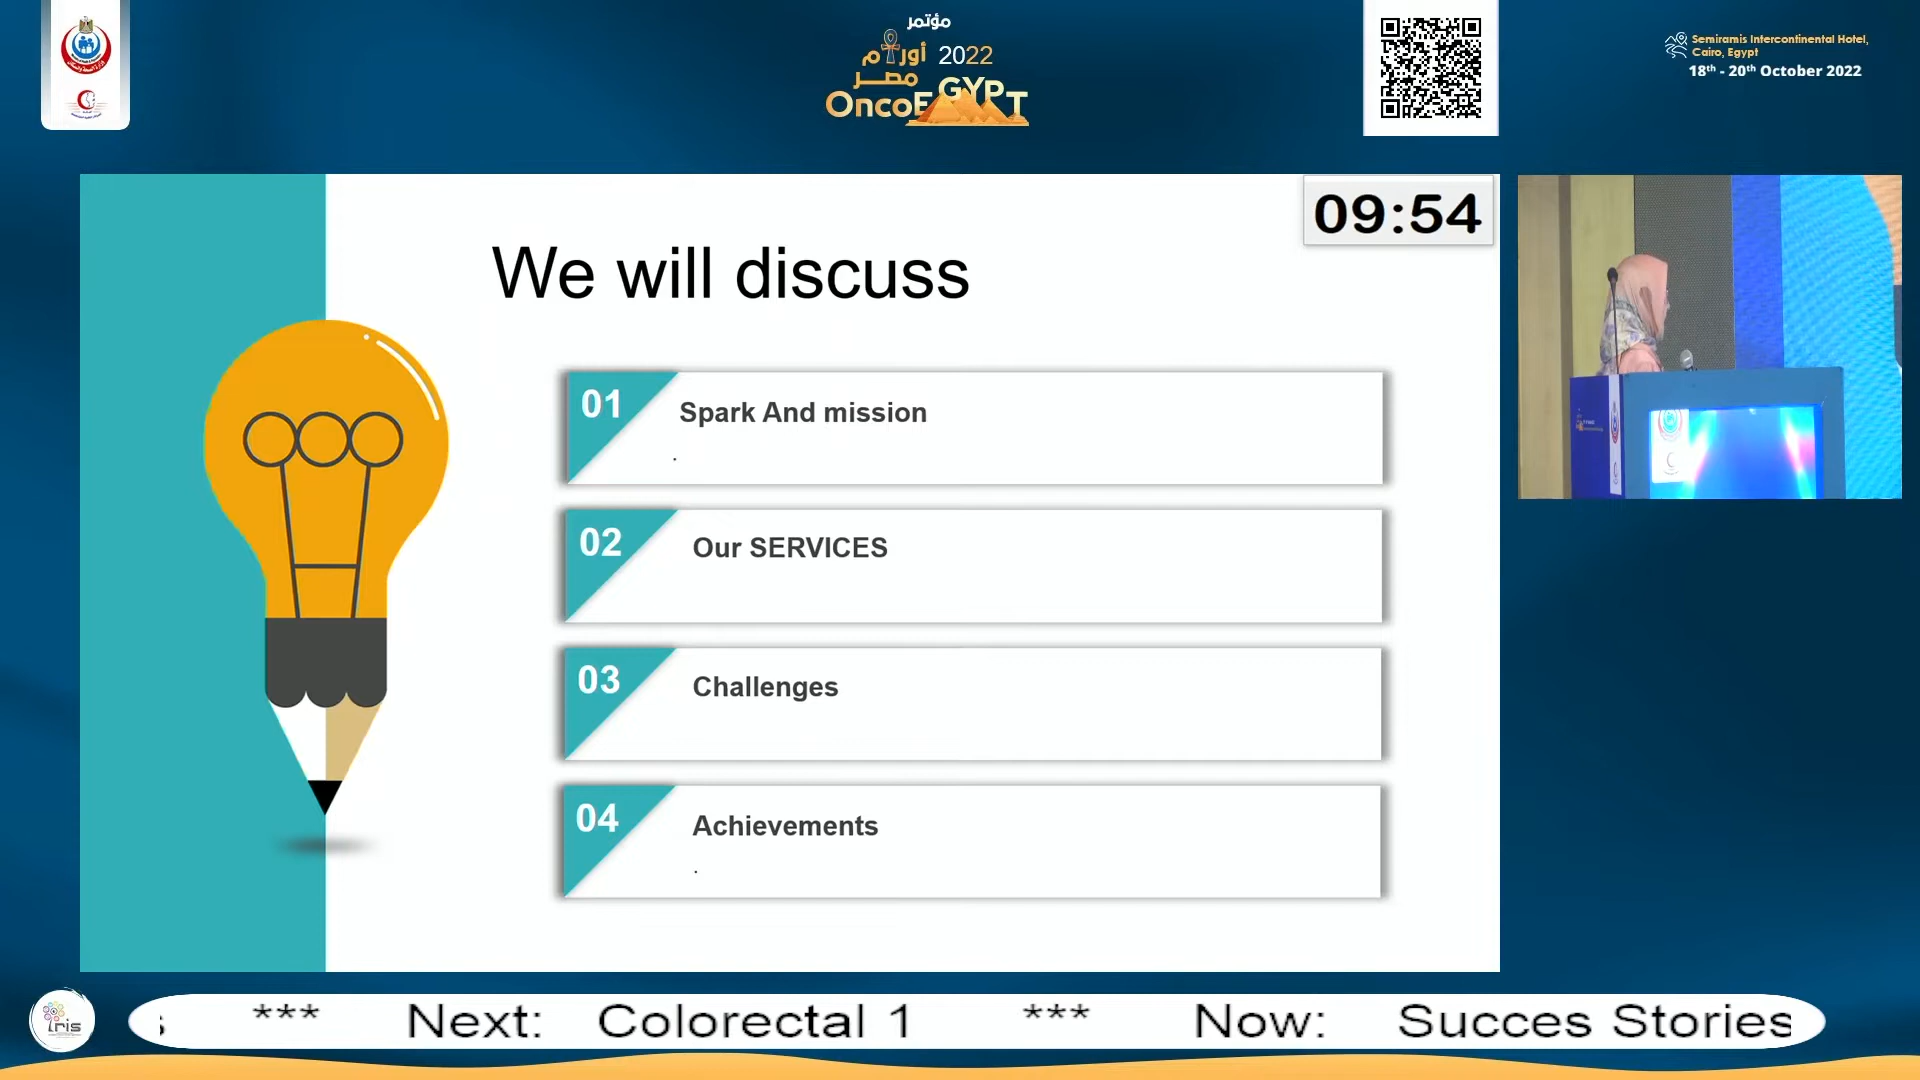 مؤتمر
أورام 2022
مصر
OncoEGYPT
Semiramis Intercontinental Hotel,
Cairo, Egypt
18th - 20th October 2022
09:54
We will discuss
01
Spark And mission
.
02
Our SERVICES
03
Challenges
04
Achievements
.
iris
s *** Next: Colorectal 1 *** Now: Succes Stories